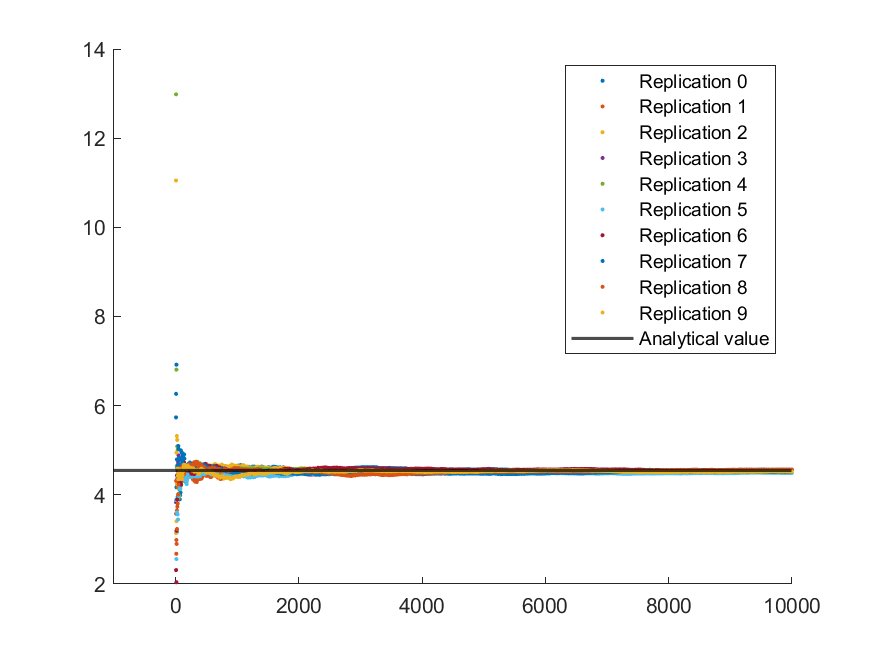 14
12
10
8
6
4
2
0
2000
4000
6000
8000
10000
Replication 0
Replication 1
Replication 2
Replication 3
Replication 4
Replication 5
Replication 6
Replication 7
Replication 8
Replication 9
Analytical value